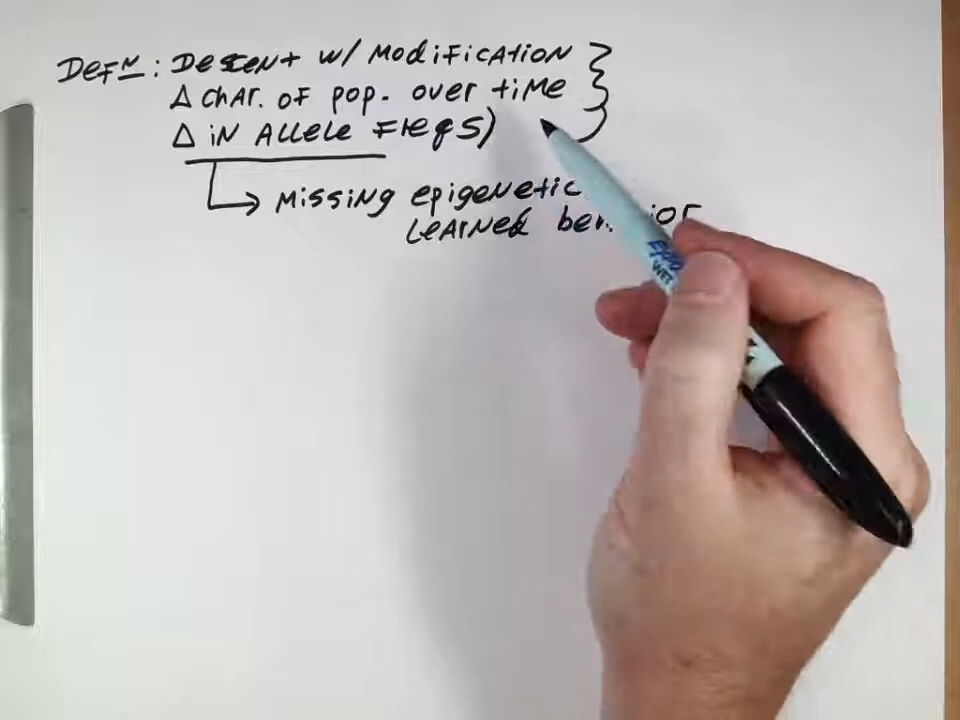 Defn: Descent w/ Modification
Δ char. of pop. over time
Δ in Allele Freqs)
Missing epigenetic
Learned